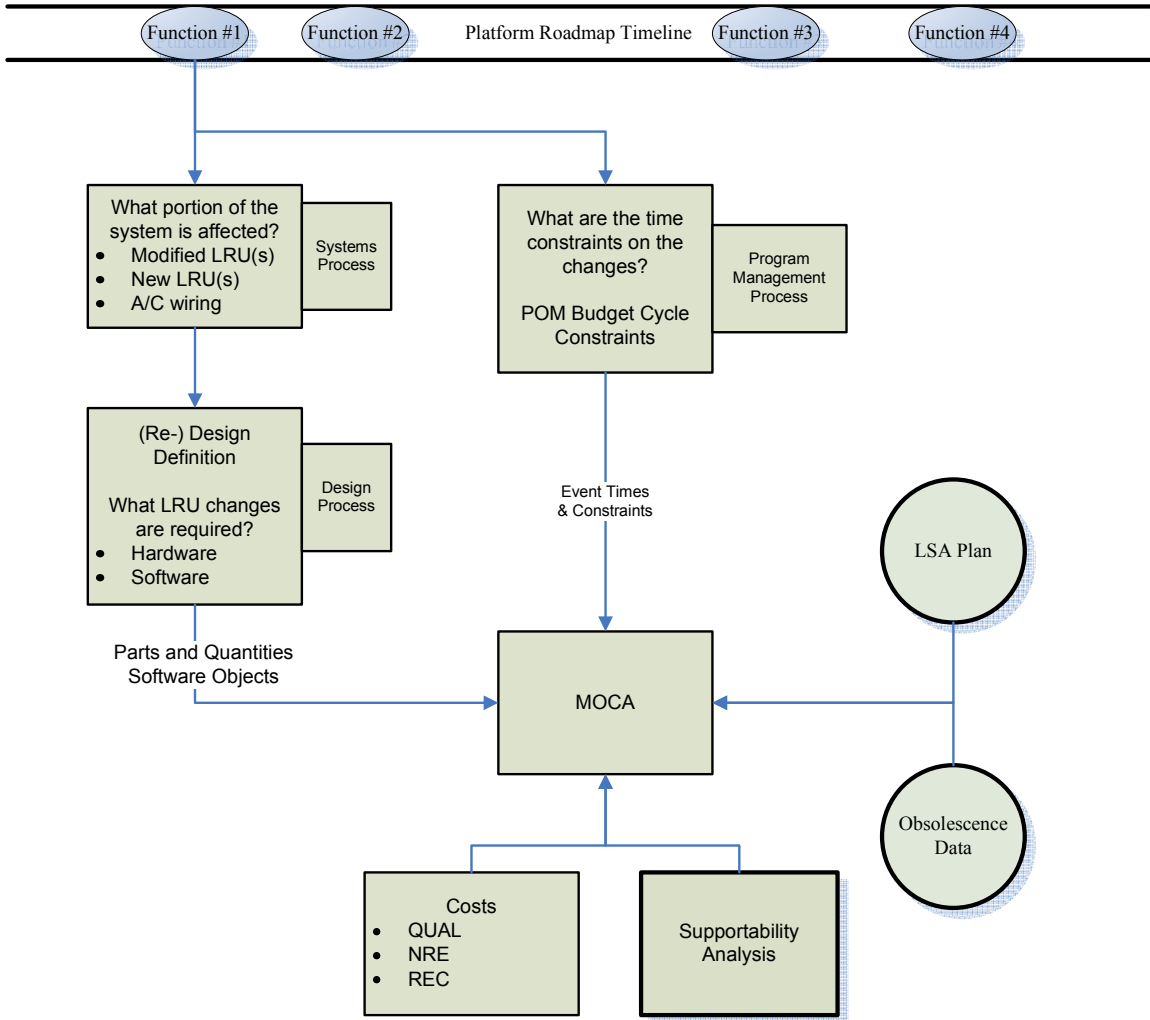 Function #1
Function #2
Platform Roadmap Timeline
Function #3
Function #4
What portion of the
system is affected?
• Modified LRU(s)
• New LRU(s)
• A/C wiring
Systems
Process
What are the time
constraints on the
changes?
POM Budget Cycle
Constraints
Program
Management
Process
(Re-) Design
Definition
What LRU changes
are required?
• Hardware
• Software
Design
Process
Event Times
& Constraints
LSA Plan
Parts and Quantities
Software Objects
MOCA
Obsolescence
Data
Costs
• QUAL
• NRE
• REC
Supportability
Analysis